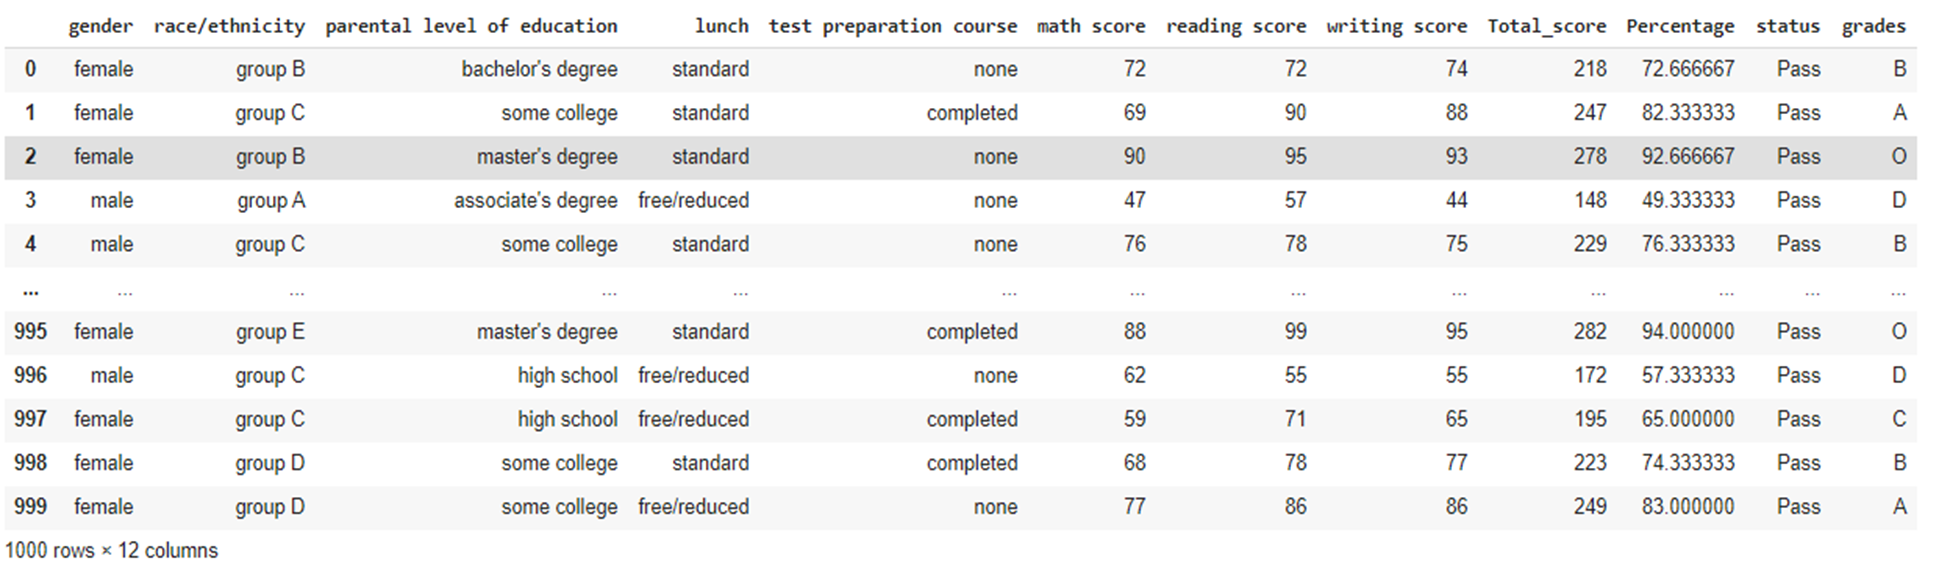 gender race/ethnicity parental level of education lunch test preparation course math score reading score writing score Total_score Percentage status grades
0 female group B bachelor's degree standard none 72 72 74 218 72.666667 Pass B
1 female group C some college standard completed 69 90 88 247 82.333333 Pass A
2 female group B master's degree standard none 90 95 93 278 92.666667 Pass O
3 male group A associate's degree free/reduced none 47 57 44 148 49.333333 Pass D
4 male group C some college standard none 76 78 75 229 76.333333 Pass B
... ... ... ... ... ... ... ... ... ... ... ... ...
995 female group E master's degree standard completed 88 99 95 282 94.000000 Pass O
996 male group C high school free/reduced none 62 55 55 172 57.333333 Pass D
997 female group C high school free/reduced completed 59 71 65 195 65.000000 Pass C
998 female group D some college standard completed 68 78 77 223 74.333333 Pass B
999 female group D some college free/reduced none 77 86 86 249 83.000000 Pass A
1000 rows × 12 columns